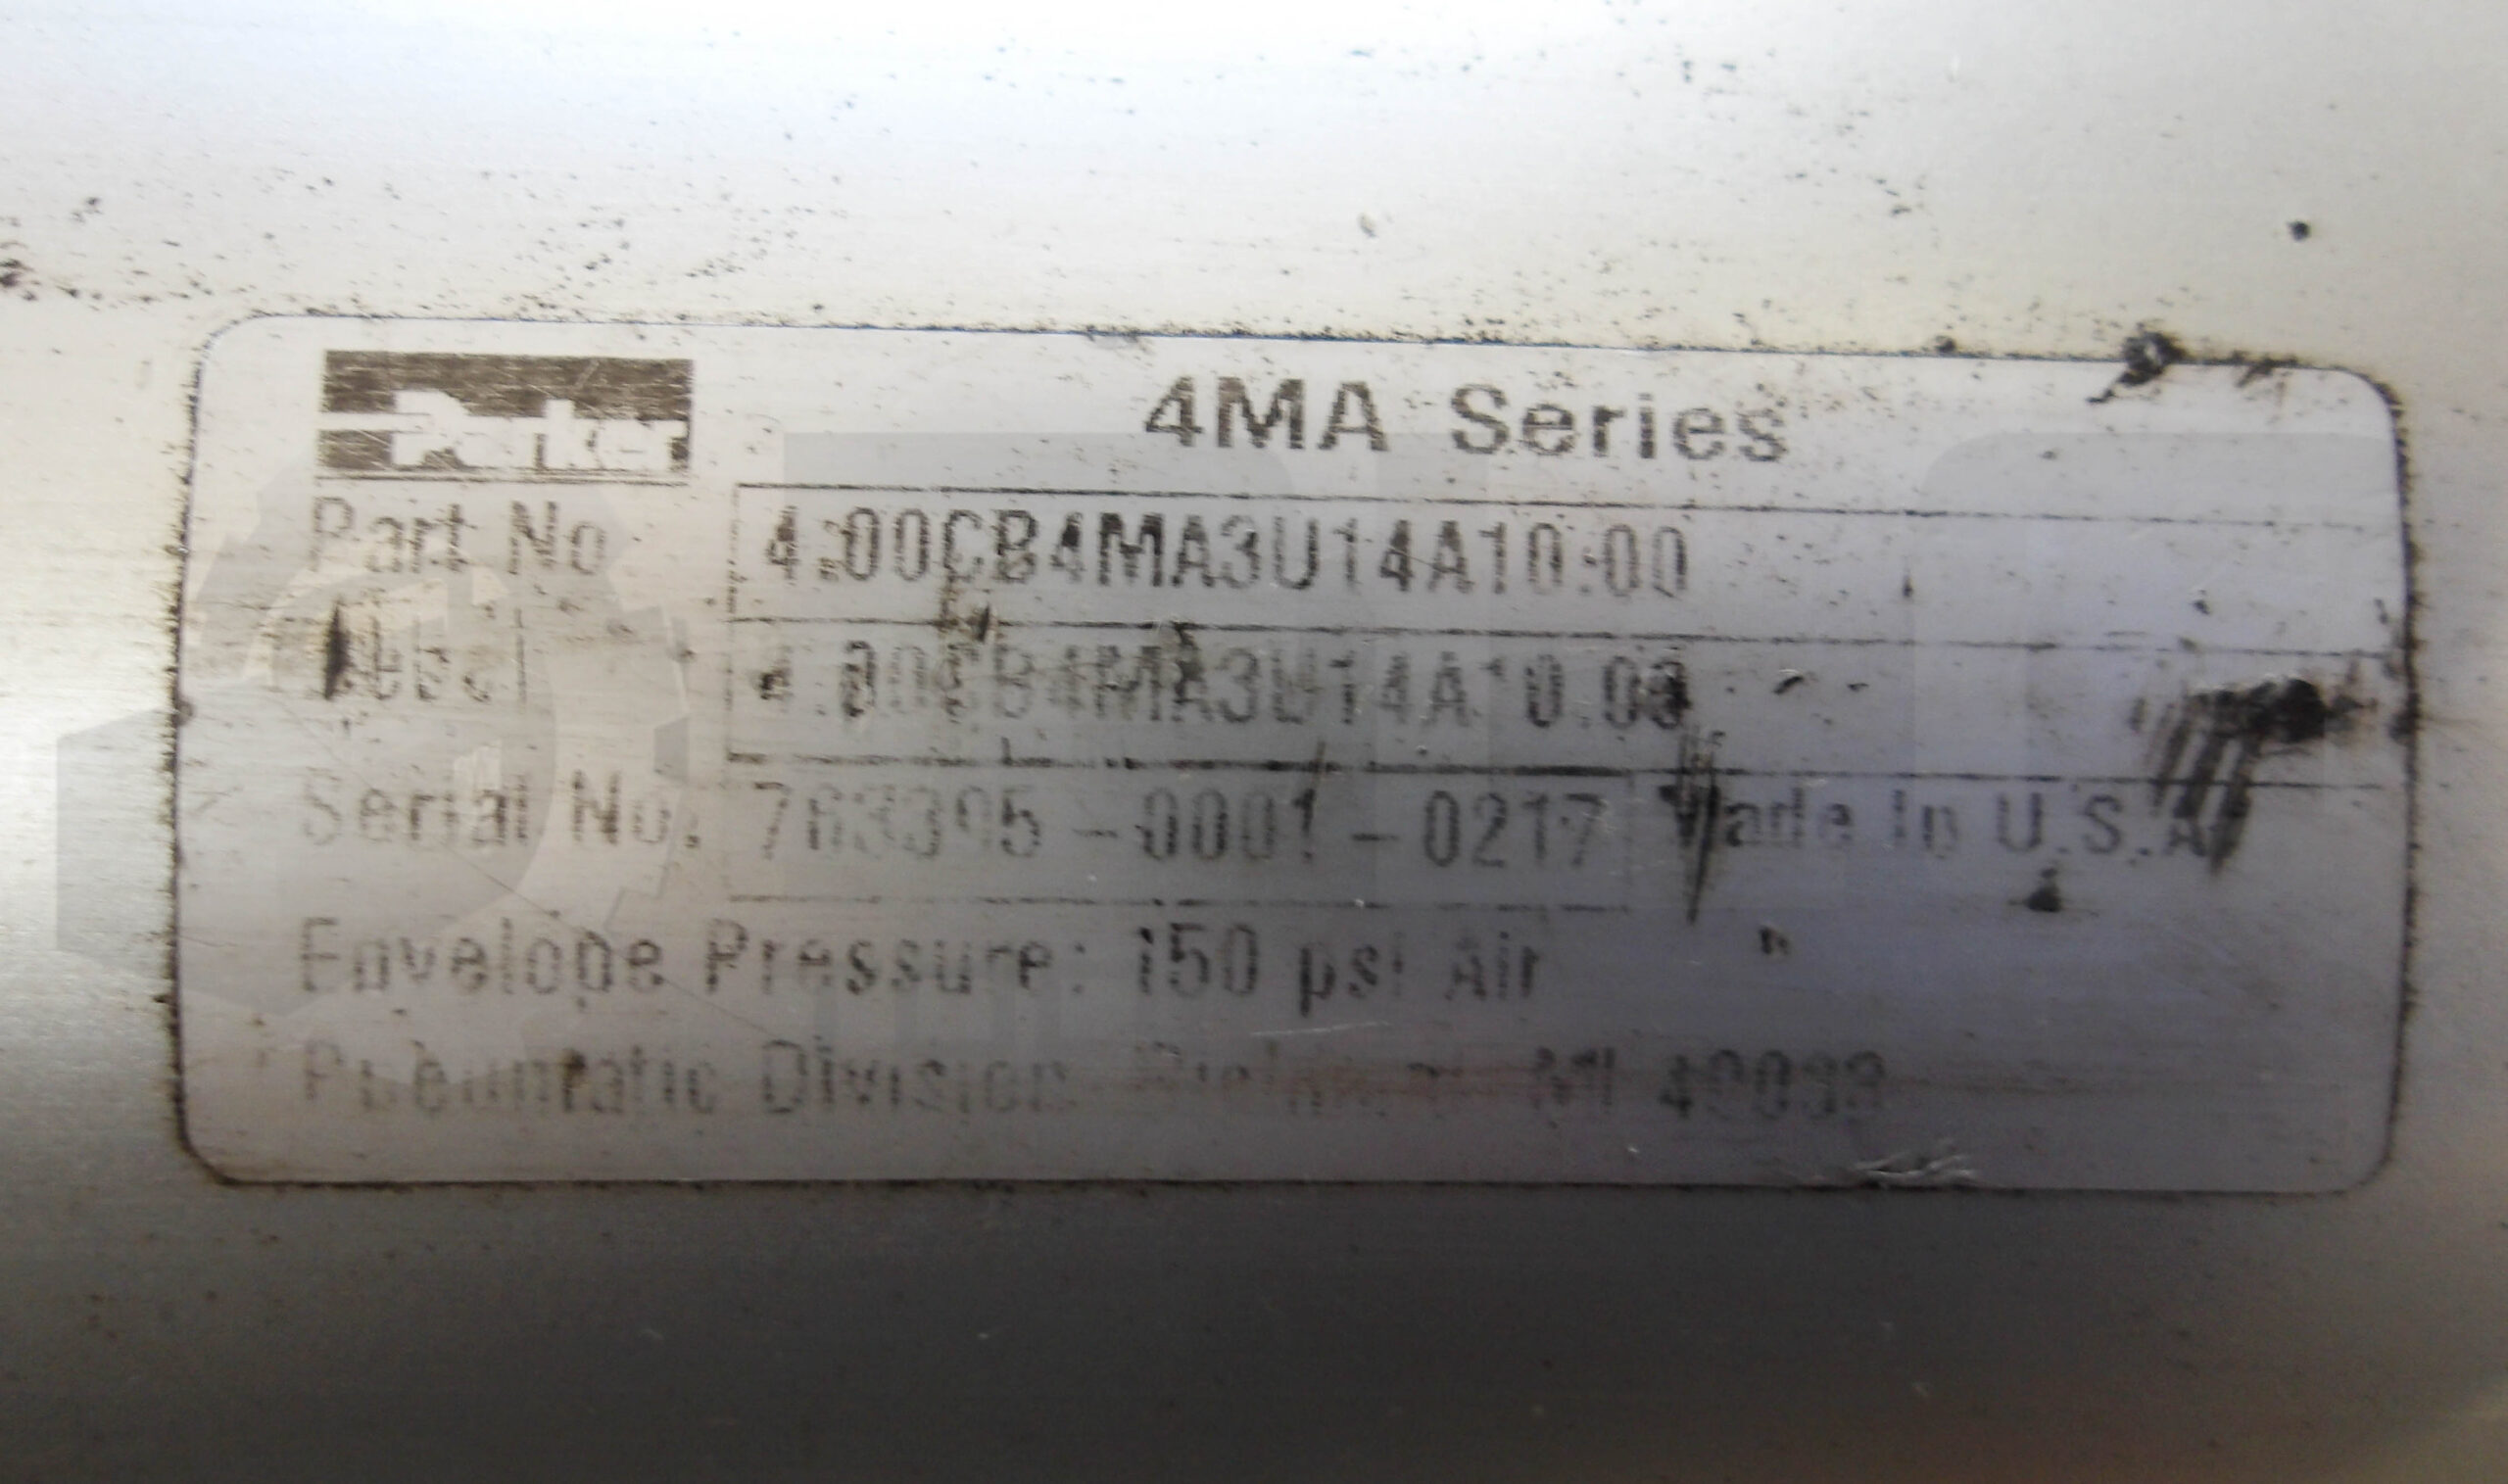 Parker
4MA Series
Part No. 4.00CB4MA3U14A10.00
Label 4.00CB4MA3U14A10.00
Serial No. -0001-0217 Made In U.S.A.
Envelope Pressure: 150 psi Air
Pneumatic Division MI